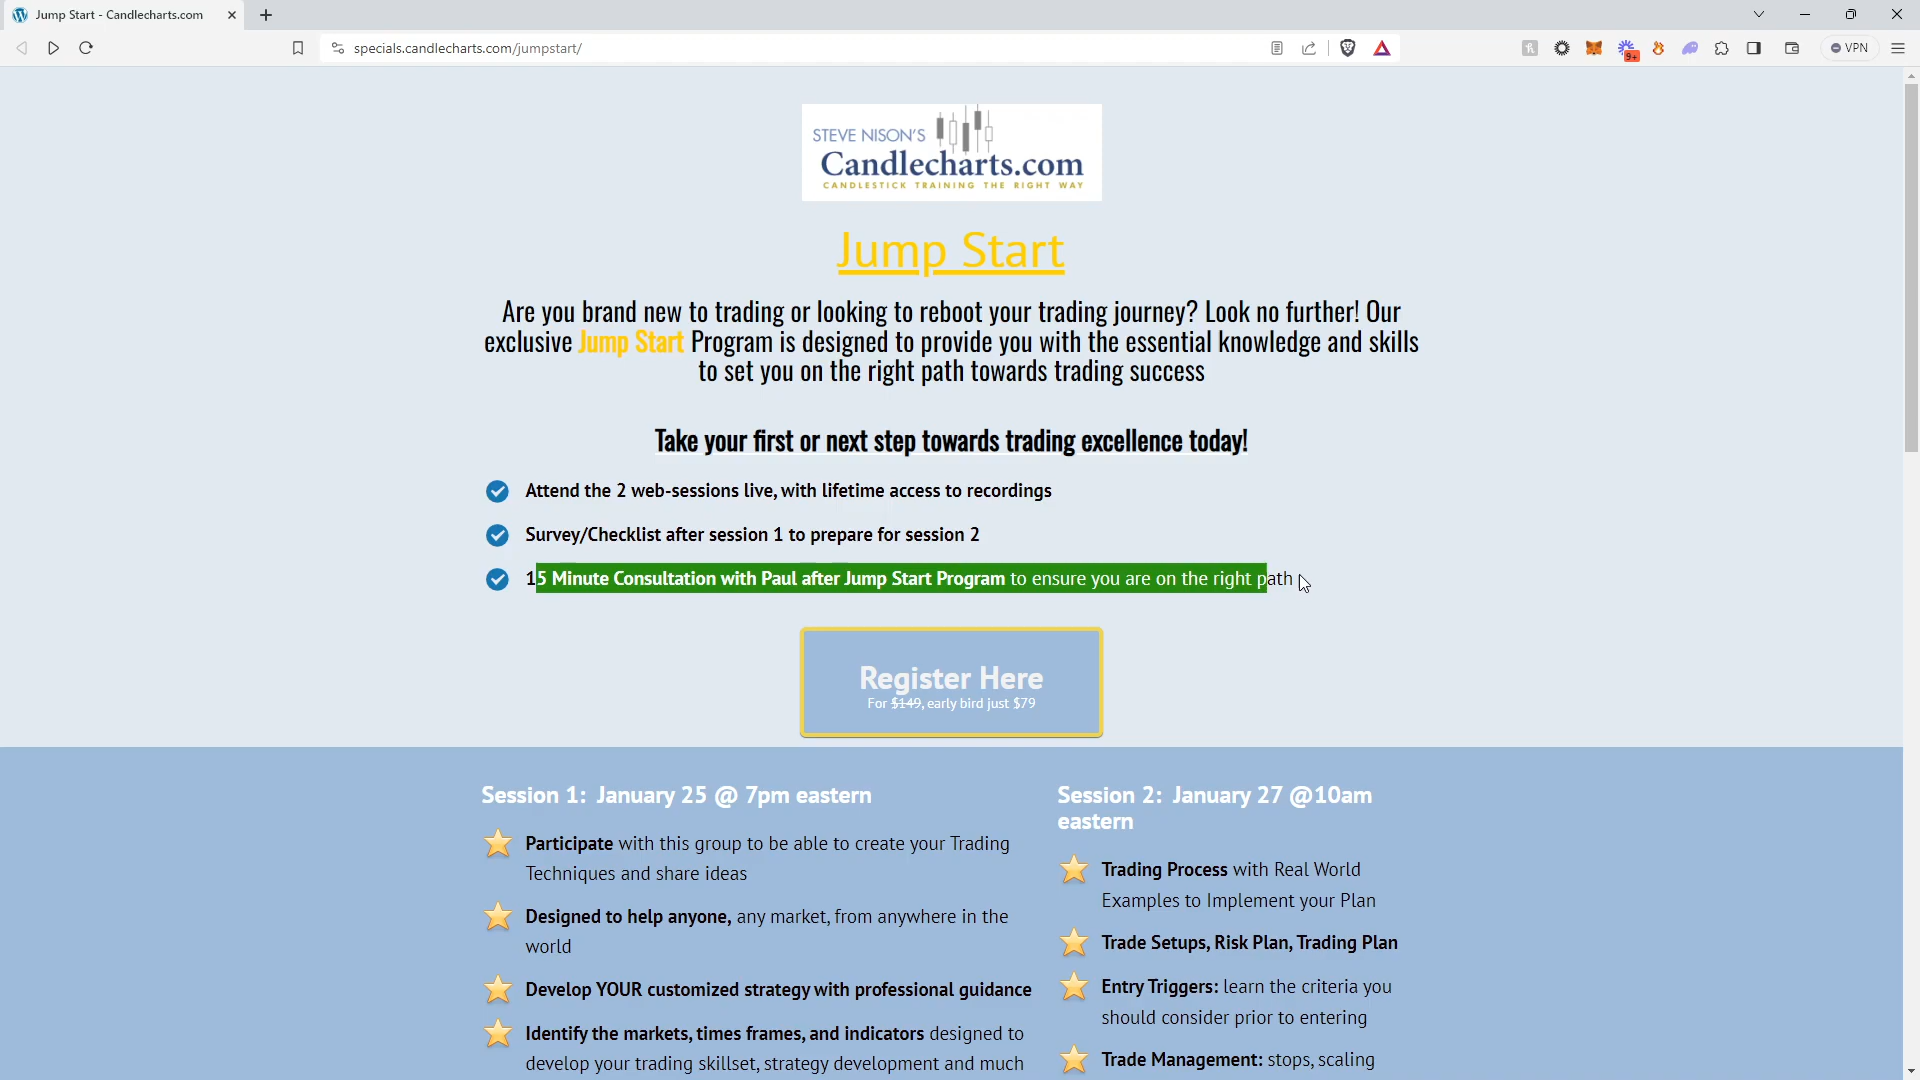 Jump Start - Candlecharts.com
specials.candlecharts.com/jumpstart/
9+
VPN
STEVE NISON'S
Candlecharts.com
CANDLESTICK TRAINING THE RIGHT WAY
Jump Start
Are you brand new to trading or looking to reboot your trading journey? Look no further! Our
exclusive Jump Start Program is designed to provide you with the essential knowledge and skills
to set you on the right path towards trading success
Take your first or next step towards trading excellence today!
Attend the 2 web-sessions live, with lifetime access to recordings
Survey/Checklist after session 1 to prepare for session 2
15 Minute Consultation with Paul after Jump Start Program to ensure you are on the right path
Register Here
For $149, early bird just $79
Session 1: January 25 @ 7pm eastern
Participate with this group to be able to create your Trading
Techniques and share ideas
Designed to help anyone, any market, from anywhere in the
world
Develop YOUR customized strategy with professional guidance
Identify the markets, times frames, and indicators designed to
develop your trading skillset, strategy development and much
Session 2: January 27 @10am
eastern
Trading Process with Real World
Examples to Implement your Plan
Trade Setups, Risk Plan, Trading Plan
Entry Triggers: learn the criteria you
should consider prior to entering
Trade Management: stops, scaling